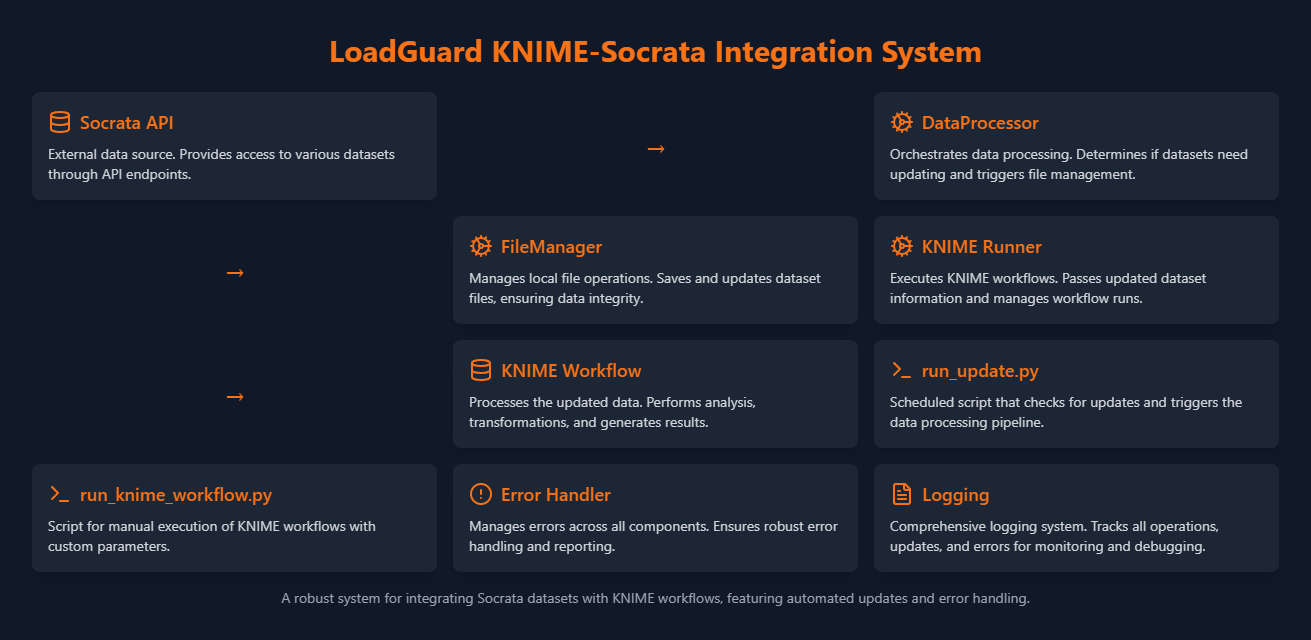 LoadGuard KNIME-Socrata Integration System
Socrata API
External data source. Provides access to various datasets
through API endpoints.
→
DataProcessor
Orchestrates data processing. Determines if datasets need
updating and triggers file management.
→
FileManager
Manages local file operations. Saves and updates dataset
files, ensuring data integrity.
KNIME Runner
Executes KNIME workflows. Passes updated dataset
information and manages workflow runs.
→
KNIME Workflow
Processes the updated data. Performs analysis,
transformations, and generates results.
run_update.py
Scheduled script that checks for updates and triggers the
data processing pipeline.
run_knime_workflow.py
Script for manual execution of KNIME workflows with
custom parameters.
Error Handler
Manages errors across all components. Ensures robust error
handling and reporting.
Logging
Comprehensive logging system. Tracks all operations,
updates, and errors for monitoring and debugging.
A robust system for integrating Socrata datasets with KNIME workflows, featuring automated updates and error handling.